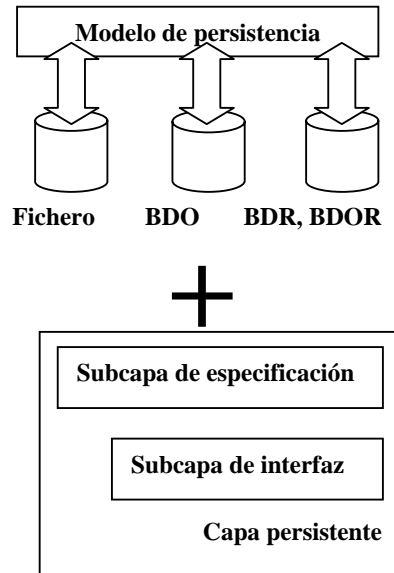 Modelo de persistencia
Fichero BDO BDR, BDOR
Subcapa de especificación
Subcapa de interfaz
Capa persistente